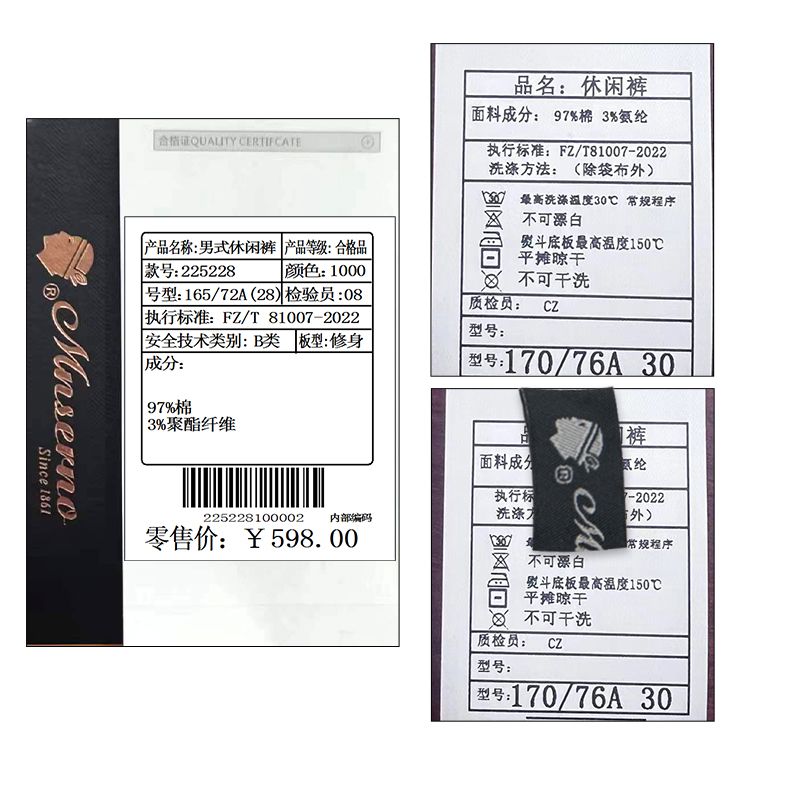 合格证QUALITY CERTIFCATE
Mnserno
®
Since 1861
产品名称:男式休闲裤 产品等级:合格品
款号:225228 颜色:1000
号型:165/72A(28) 检验员:08
执行标准: FZ/T 81007-2022
安全技术类别: B类 板型:修身
成分:
97%棉
3%聚酯纤维
225228100002 内部编码
零售价: ¥598.00
品名: 休闲裤
面料成分: 97%棉 3%氨纶
执行标准: FZ/T81007-2022
洗涤方法: (除袋布外)
最高洗涤温度30℃ 常规程序
不可漂白
熨斗底板最高温度150℃
平摊晾干
不可干洗
质检员: CZ
型号:
型号:170/76A 30
休闲裤
面料成分 氨纶
执行标 1007-2022
洗涤方 布外)
常规程序
不可漂白
熨斗底板最高温度150℃
平摊晾干
不可干洗
质检员: CZ
型号:
型号:170/76A 30
®